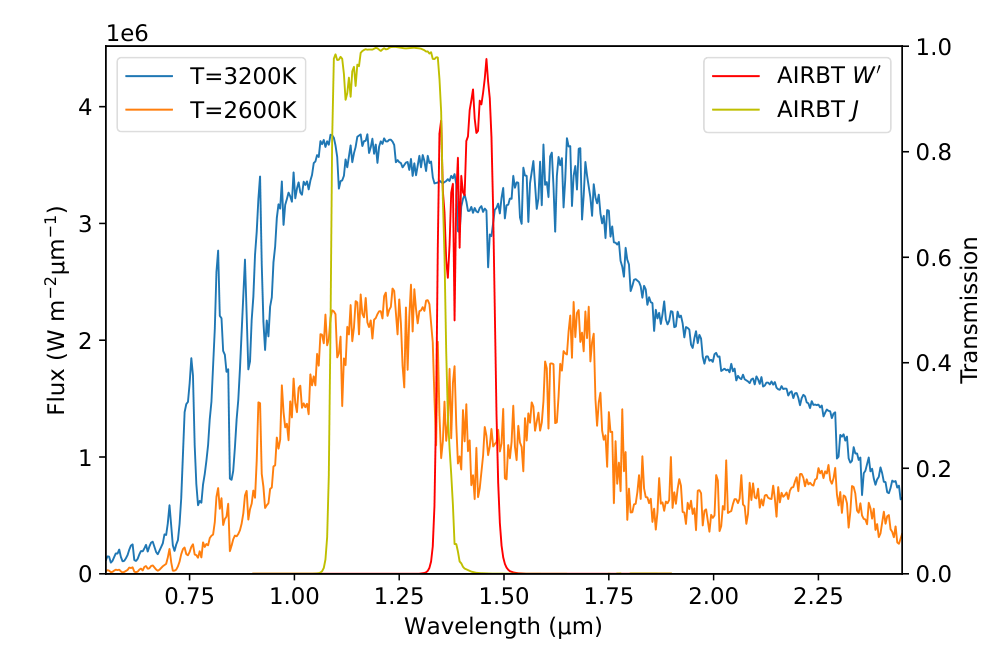 1e6
T=3200K
T=2600K
AIRBT W′
AIRBT J
4
3
2
1
0
1.0
0.8
0.6
0.4
0.2
0.0
Flux (W m⁻²µm⁻¹)
Transmission
0.75 1.00 1.25 1.50 1.75 2.00 2.25
Wavelength (µm)